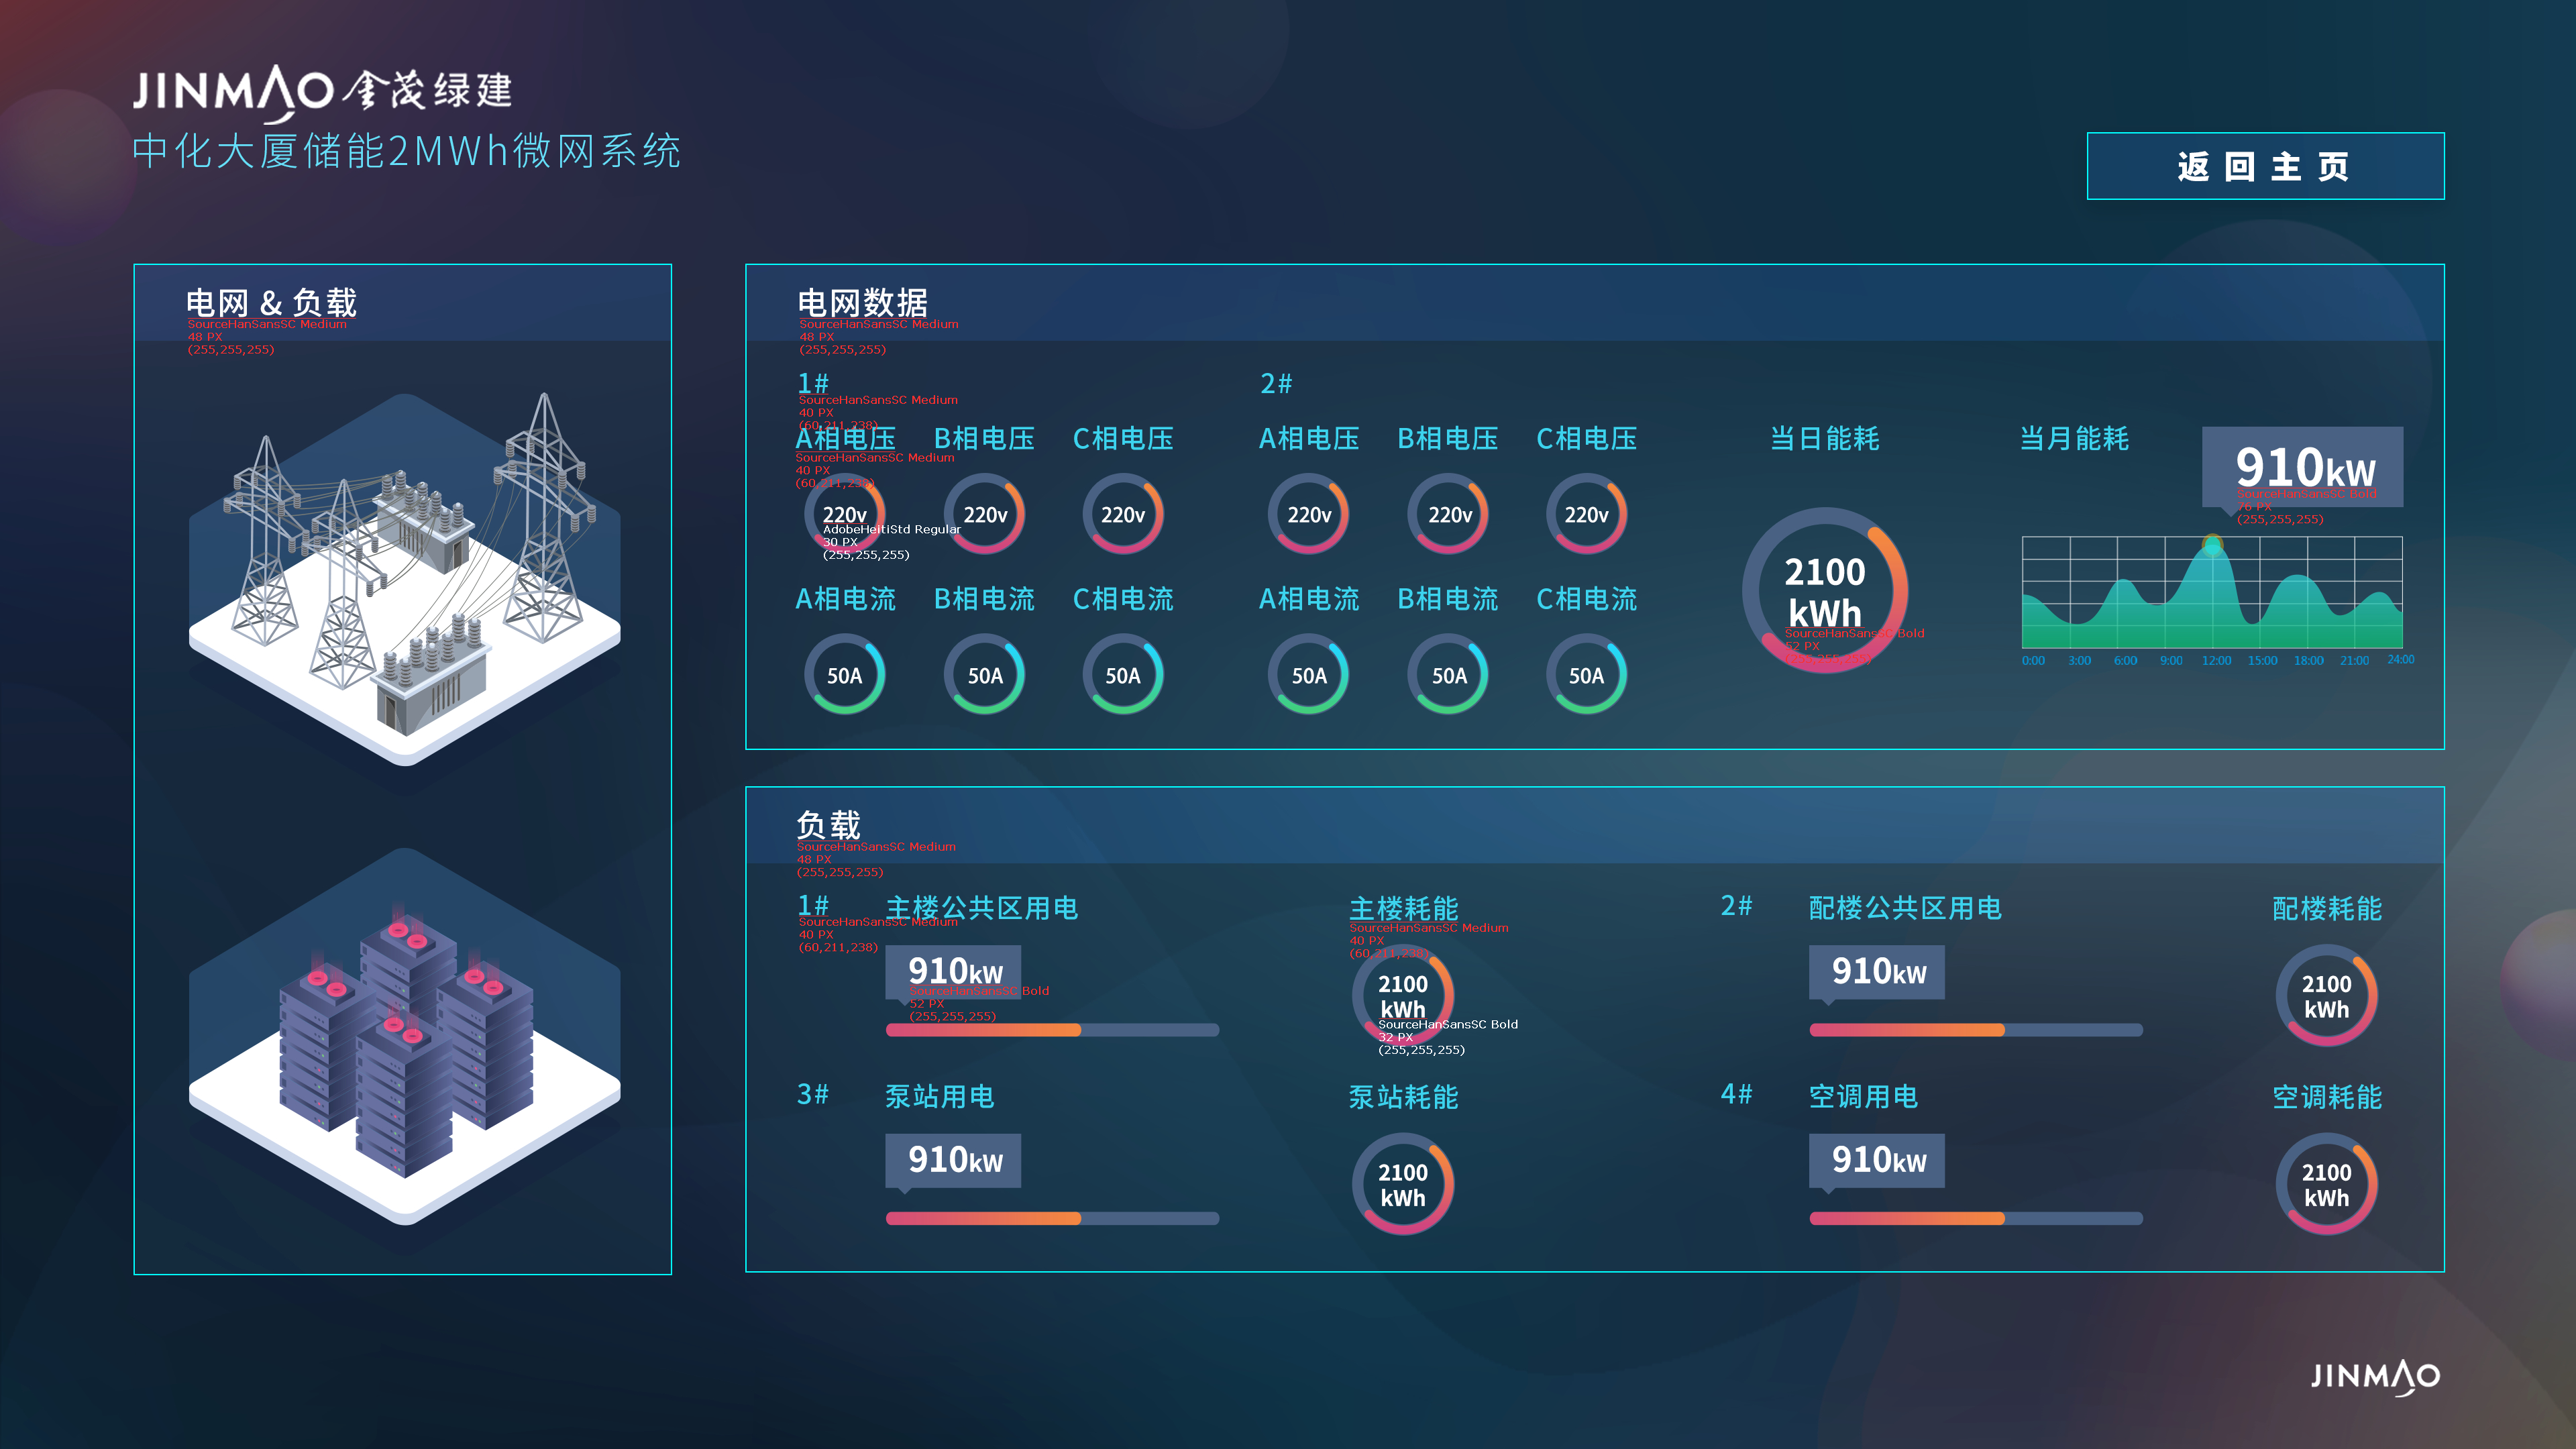 JINMAO 金茂绿建
中化大厦储能2MWh微网系统
返回主页
电网 & 负载
SourceHanSansSC Medium
48 PX
(255,255,255)
电网数据
SourceHanSansSC Medium
48 PX
(255,255,255)
1# 2#
SourceHanSansSC Medium
40 PX
(60,211,238)
A相电压 B相电压 C相电压 A相电压 B相电压 C相电压 当日能耗 当月能耗
SourceHanSansSC Medium
40 PX
(60,211,238)
910kW
SourceHanSansSC Bold
76 PX
(255,255,255)
220v 220v 220v 220v 220v 220v
AdobeHeitiStd Regular
30 PX
(255,255,255)
2100
kWh
SourceHanSansSC Bold
52 PX
(255,255,255)
A相电流 B相电流 C相电流 A相电流 B相电流 C相电流
50A 50A 50A 50A 50A 50A
0:00 3:00 6:00 9:00 12:00 15:00 18:00 21:00 24:00
负载
SourceHanSansSC Medium
48 PX
(255,255,255)
1# 主楼公共区用电 主楼耗能 2# 配楼公共区用电 配楼耗能
SourceHanSansSC Medium
40 PX
(60,211,238)
SourceHanSansSC Medium
40 PX
(60,211,238)
910kW
SourceHanSansSC Bold
52 PX
(255,255,255)
2100
kWh
SourceHanSansSC Bold
32 PX
(255,255,255)
910kW
2100
kWh
3# 泵站用电 泵站耗能 4# 空调用电 空调耗能
910kW
2100
kWh
910kW
2100
kWh
JINMAO